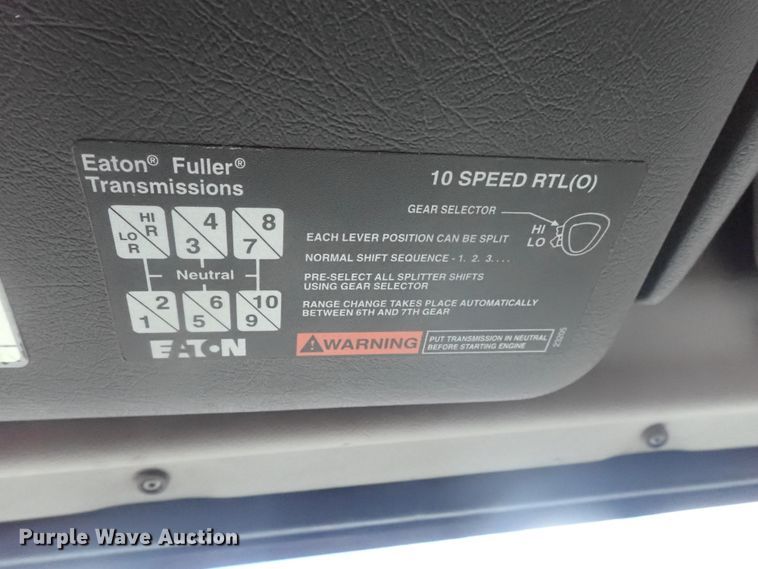 Eaton® Fuller®
Transmissions
10 SPEED RTL(O)
GEAR SELECTOR
HI
LO
EACH LEVER POSITION CAN BE SPLIT
NORMAL SHIFT SEQUENCE - 1. 2. 3. . . .
PRE-SELECT ALL SPLITTER SHIFTS
USING GEAR SELECTOR
RANGE CHANGE TAKES PLACE AUTOMATICALLY
BETWEEN 6TH AND 7TH GEAR
HI
R
LO
R
4
3
8
7
Neutral
2
1
6
5
10
9
EATON
WARNING
PUT TRANSMISSION IN NEUTRAL
BEFORE STARTING ENGINE
23205
Purple Wave Auction